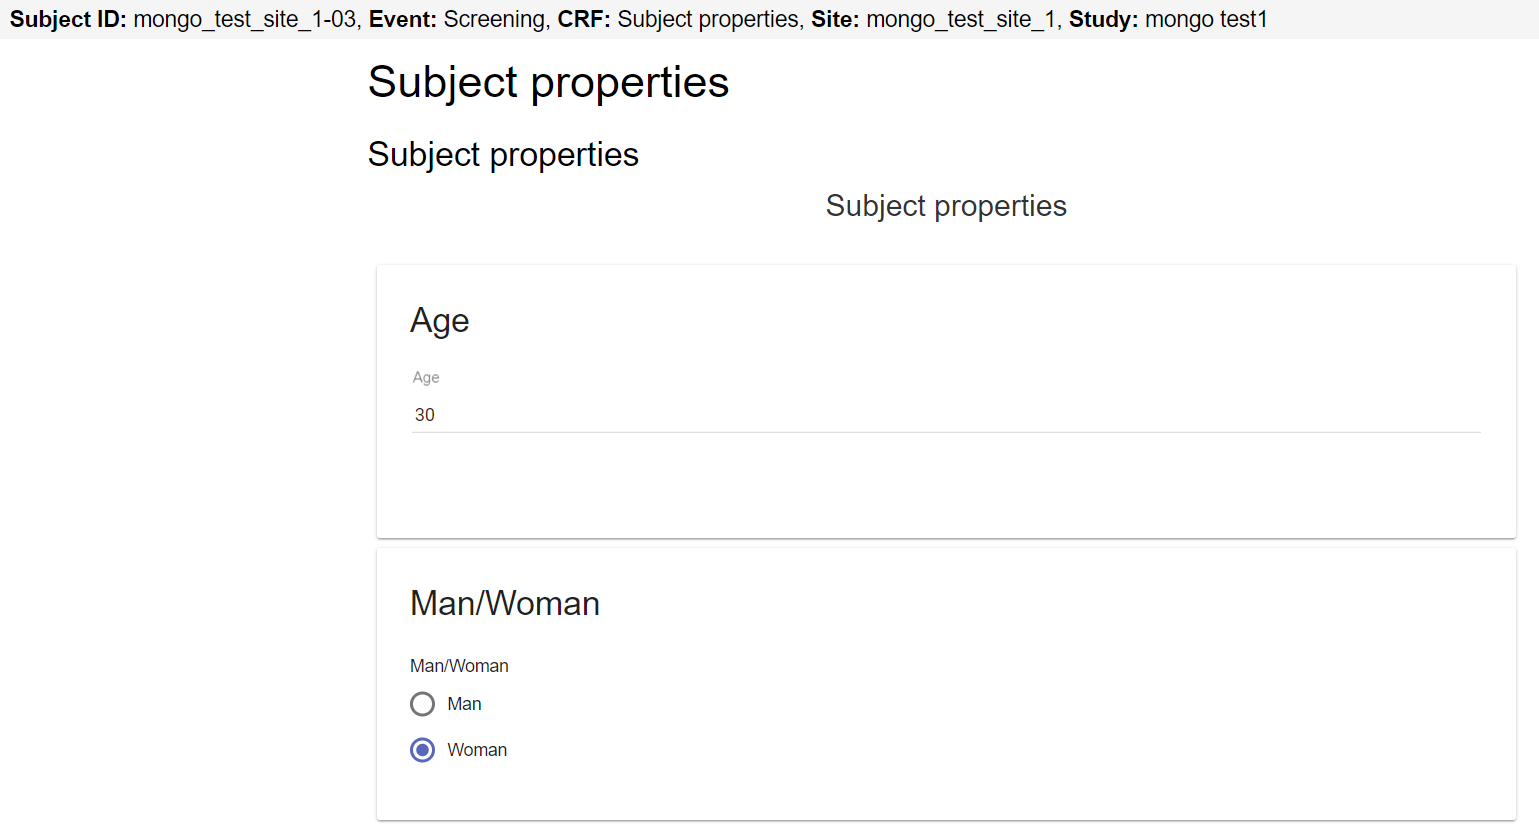 Subject ID: mongo_test_site_1-03, Event: Screening, CRF: Subject properties, Site: mongo_test_site_1, Study: mongo test1
Subject properties
Subject properties
Subject properties
Age
Age
30
Man/Woman
Man/Woman
Man
Woman